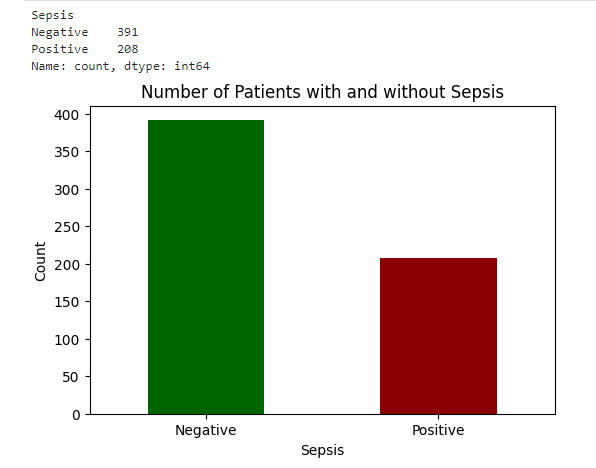 Sepsis
Negative    391
Positive    208
Name: count, dtype: int64
Number of Patients with and without Sepsis
400
350
300
250
200
150
100
50
0
Count
Negative
Positive
Sepsis